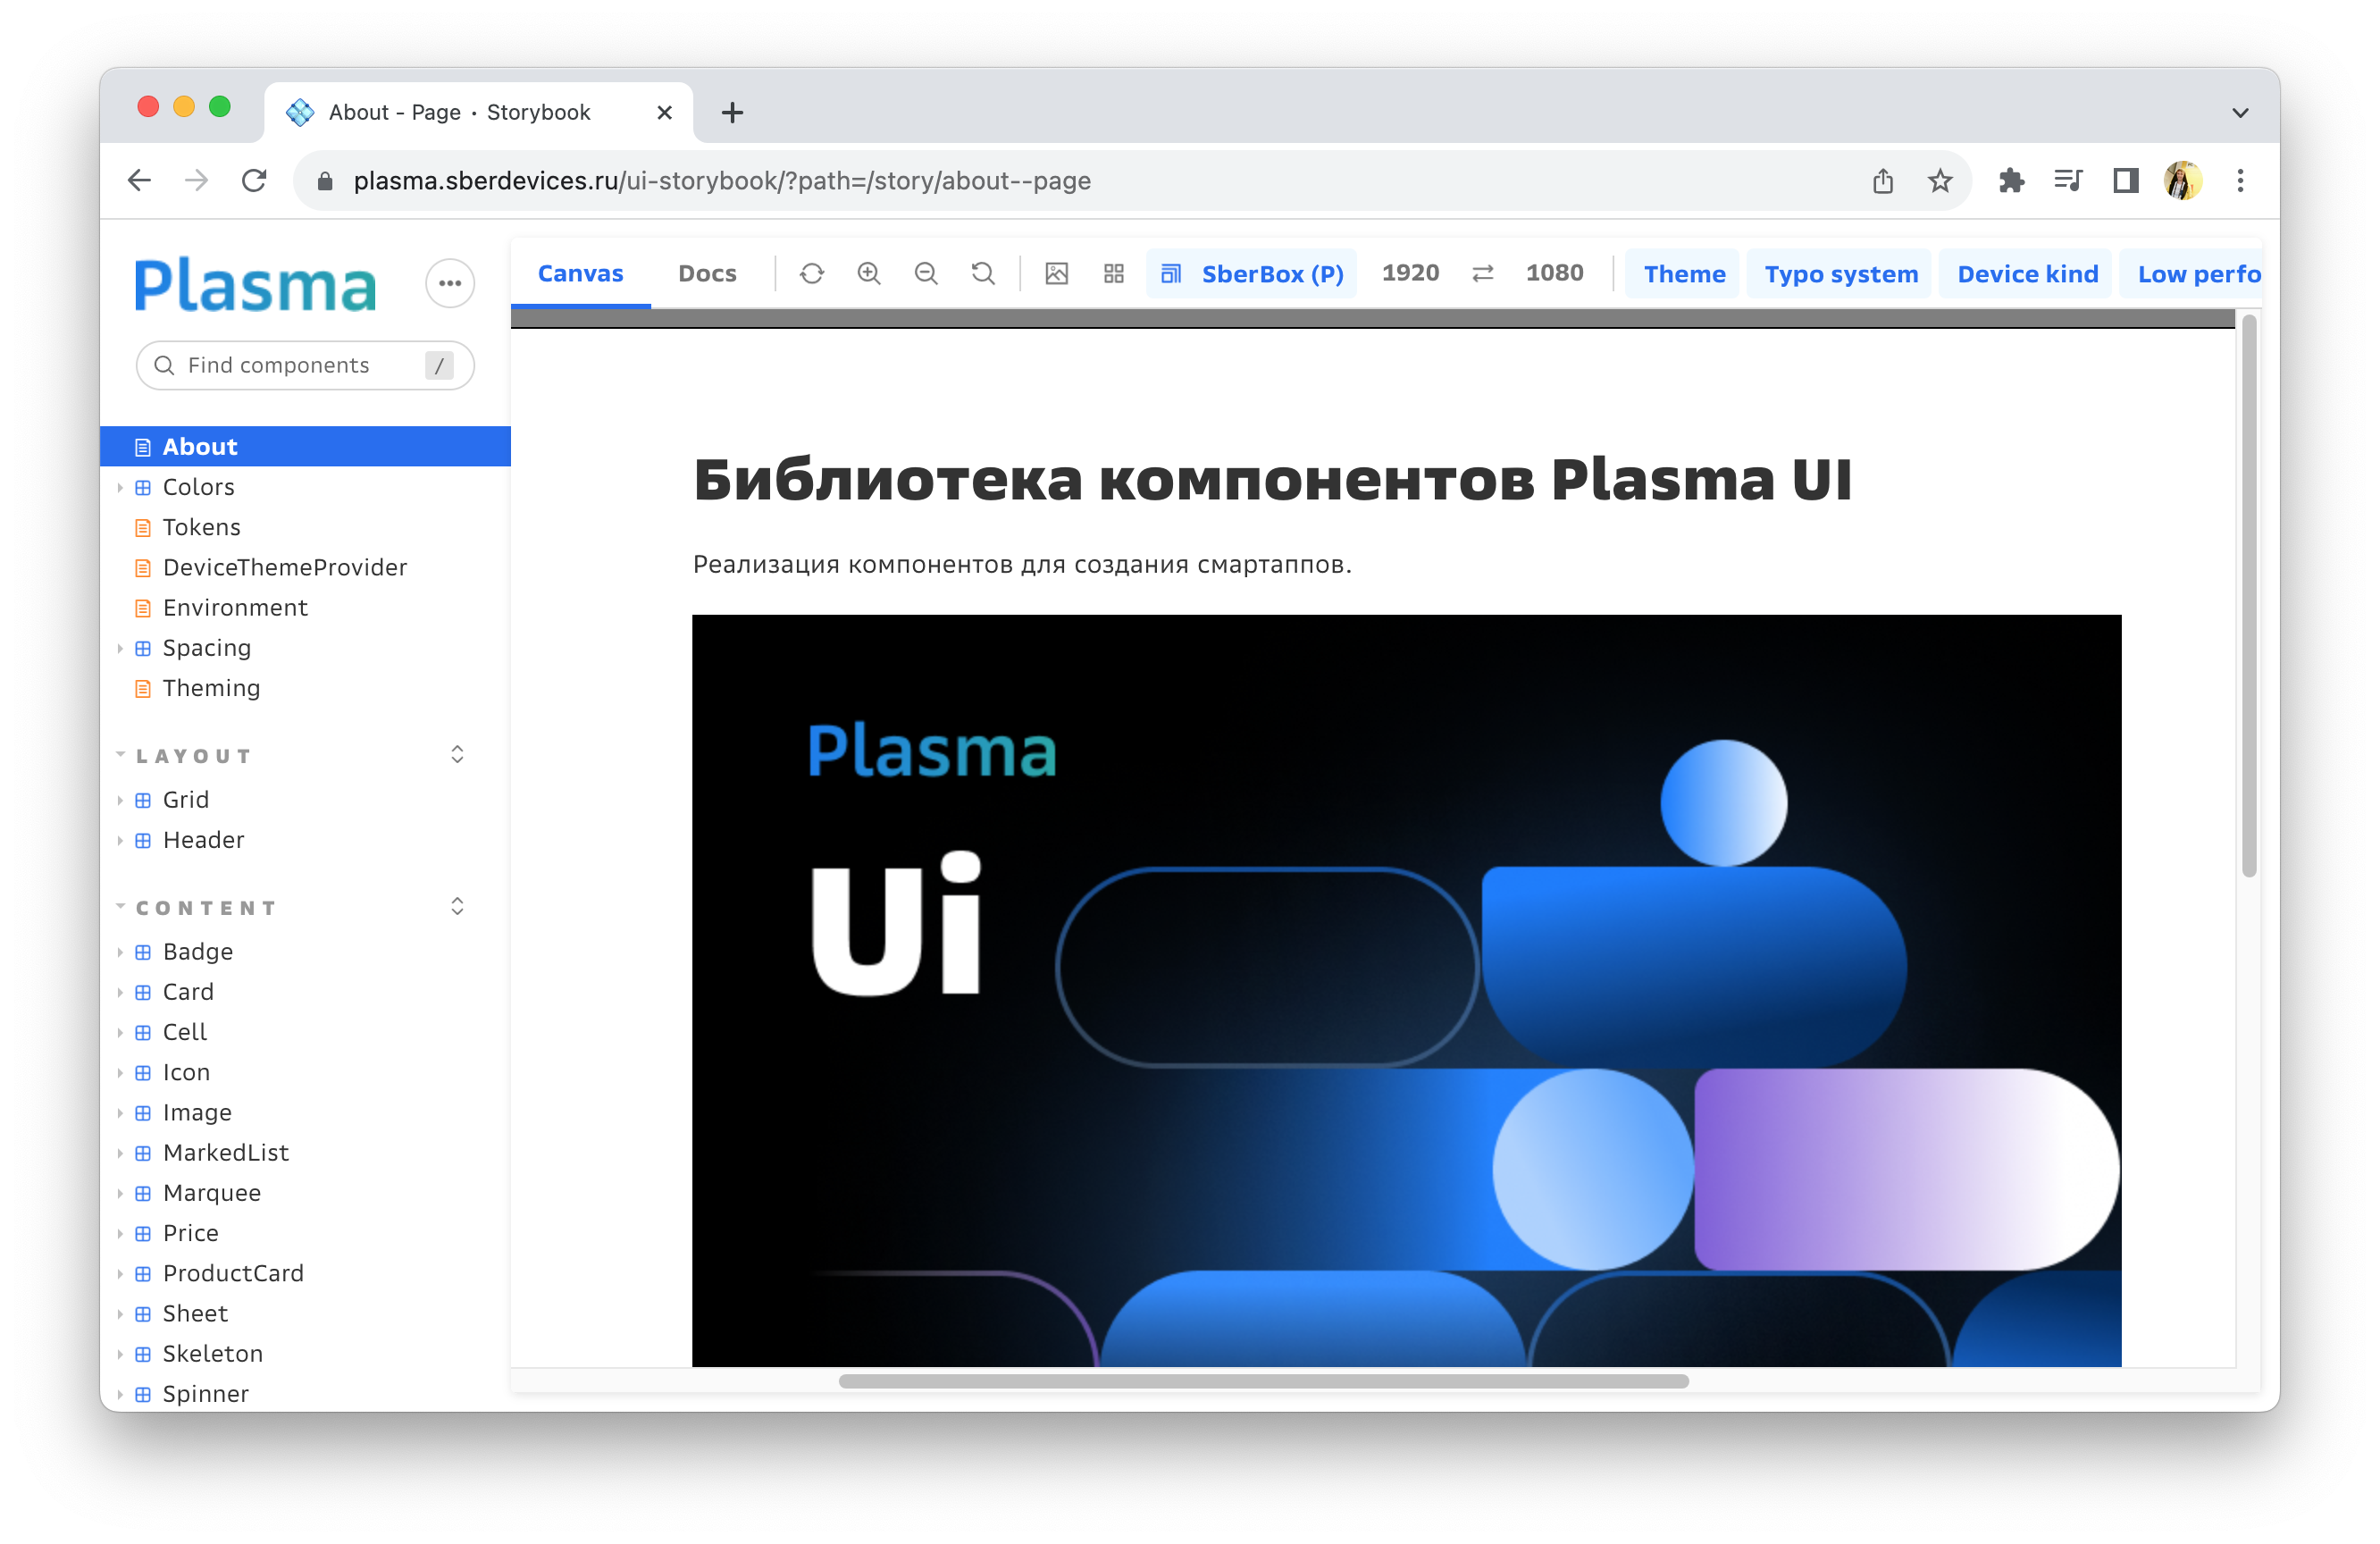 About - Page • Storybook
plasma.sberdevices.ru/ui-storybook/?path=/story/about--page
Plasma
Find components /
About
Colors
Tokens
DeviceThemeProvider
Environment
Spacing
Theming
LAYOUT
Grid
Header
CONTENT
Badge
Card
Cell
Icon
Image
MarkedList
Marquee
Price
ProductCard
Sheet
Skeleton
Spinner
Canvas Docs SberBox (P) 1920 1080 Theme Typo system Device kind Low perfo
Библиотека компонентов Plasma UI
Реализация компонентов для создания смартаппов.
Plasma
Ui